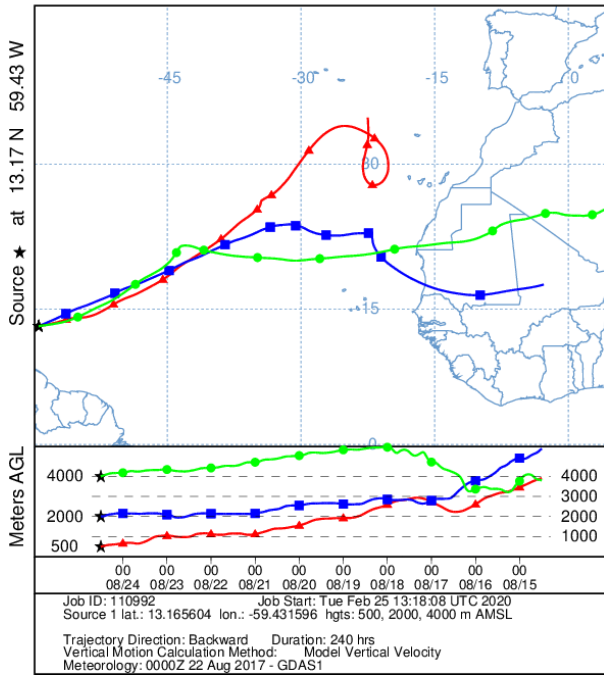 -45 -30 -15 0
Source ★ at 13.17 N 59.43 W
30
15
0
Meters AGL
4000 4000
3000
2000 2000
1000
500
00 00 00 00 00 00 00 00 00 00
08/24 08/23 08/22 08/21 08/20 08/19 08/18 08/17 08/16 08/15
Job ID: 110992 Job Start: Tue Feb 25 13:18:08 UTC 2020
Source 1 lat.: 13.165604 lon.: -59.431596 hgts: 500, 2000, 4000 m AMSL
Trajectory Direction: Backward Duration: 240 hrs
Vertical Motion Calculation Method: Model Vertical Velocity
Meteorology: 0000Z 22 Aug 2017 - GDAS1